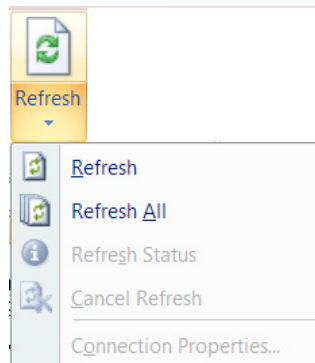 Refresh
Refresh
Refresh All
Refresh Status
Cancel Refresh
Connection Properties...